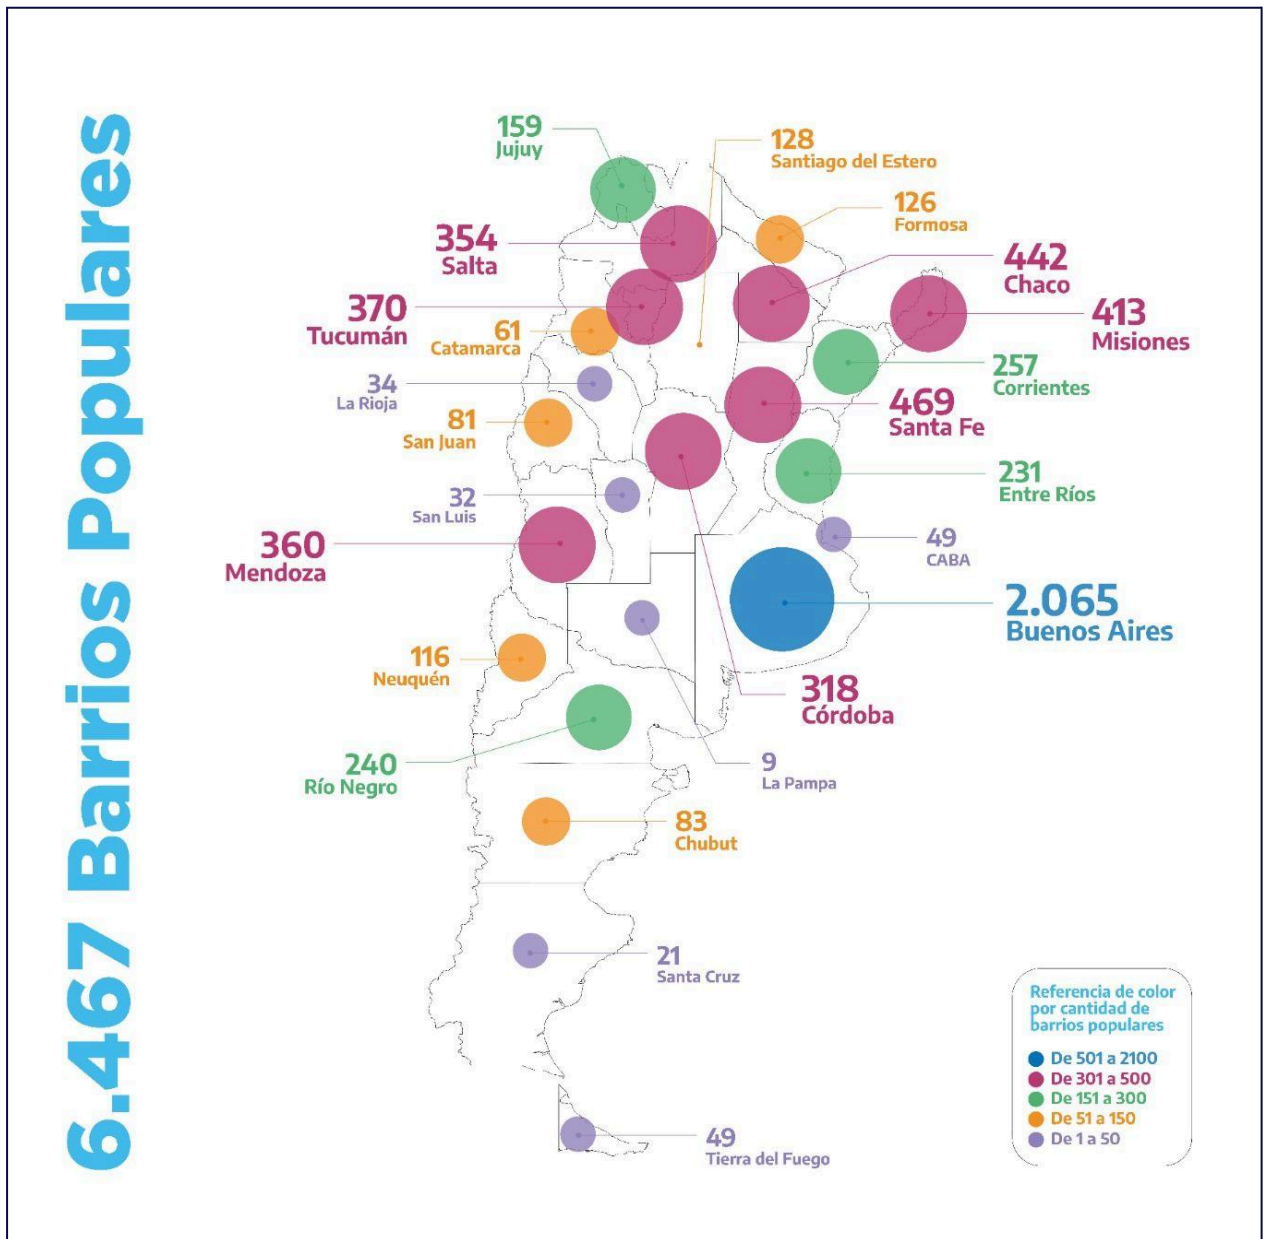 6.467 Barrios Populares
159
Jujuy
128
Santiago del Estero
126
Formosa
354
Salta
442
Chaco
370
Tucumán
413
Misiones
61
Catamarca
257
Corrientes
34
La Rioja
469
Santa Fe
81
San Juan
231
Entre Ríos
32
San Luis
49
CABA
360
Mendoza
2.065
Buenos Aires
116
Neuquén
318
Córdoba
240
Río Negro
9
La Pampa
83
Chubut
21
Santa Cruz
49
Tierra del Fuego
Referencia de color
por cantidad de
barrios populares
De 501 a 2100
De 301 a 500
De 151 a 300
De 51 a 150
De 1 a 50